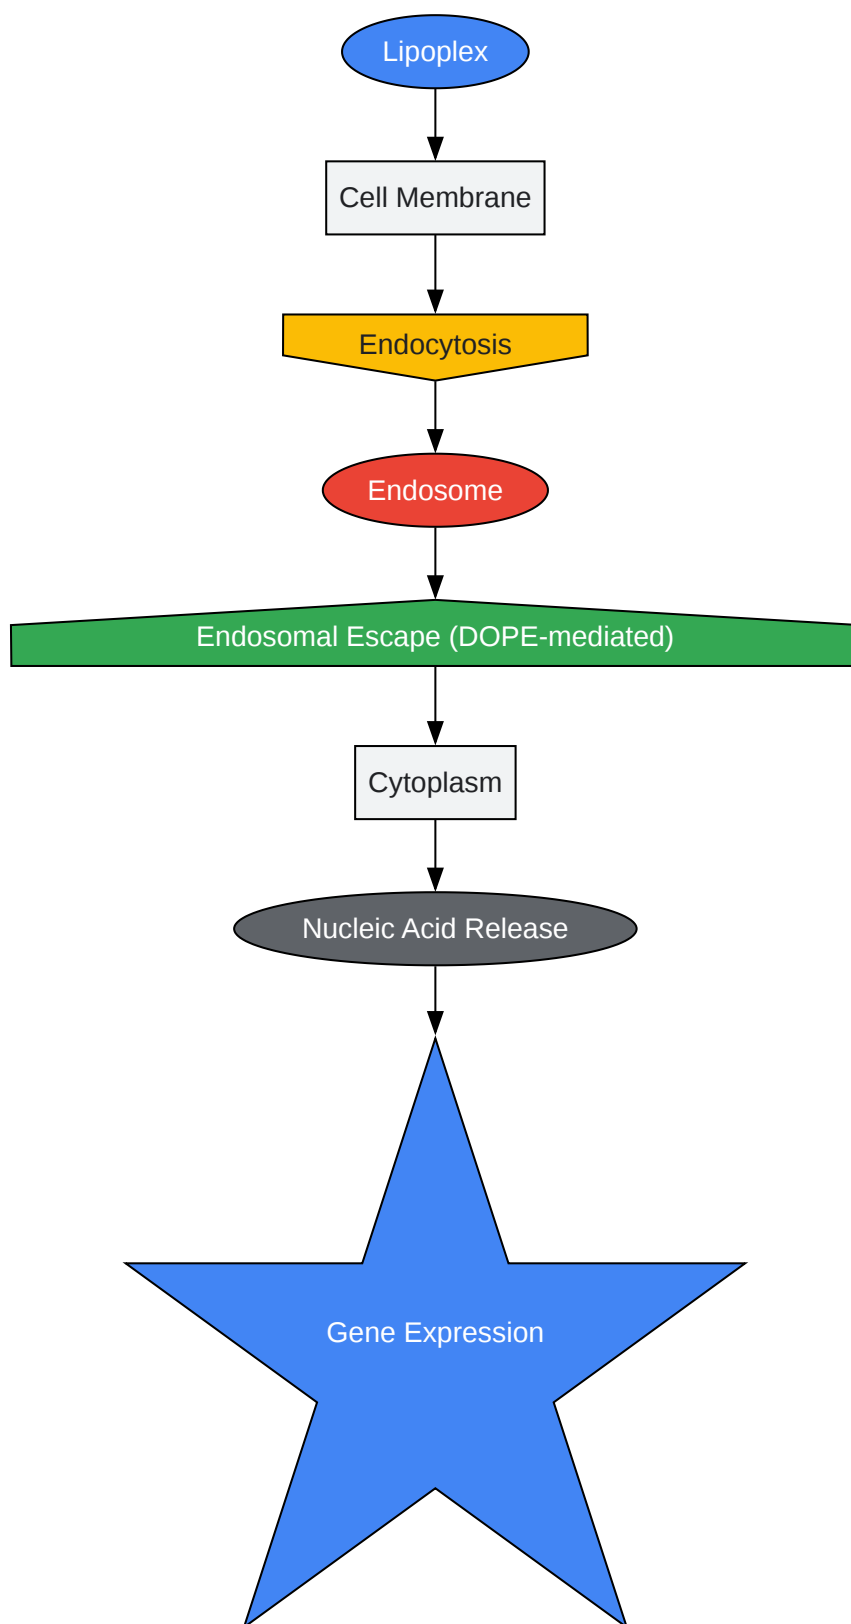 Lipoplex
Cell Membrane
Endocytosis
Endosome
Endosomal Escape (DOPE-mediated)
Cytoplasm
Nucleic Acid Release
Gene Expression